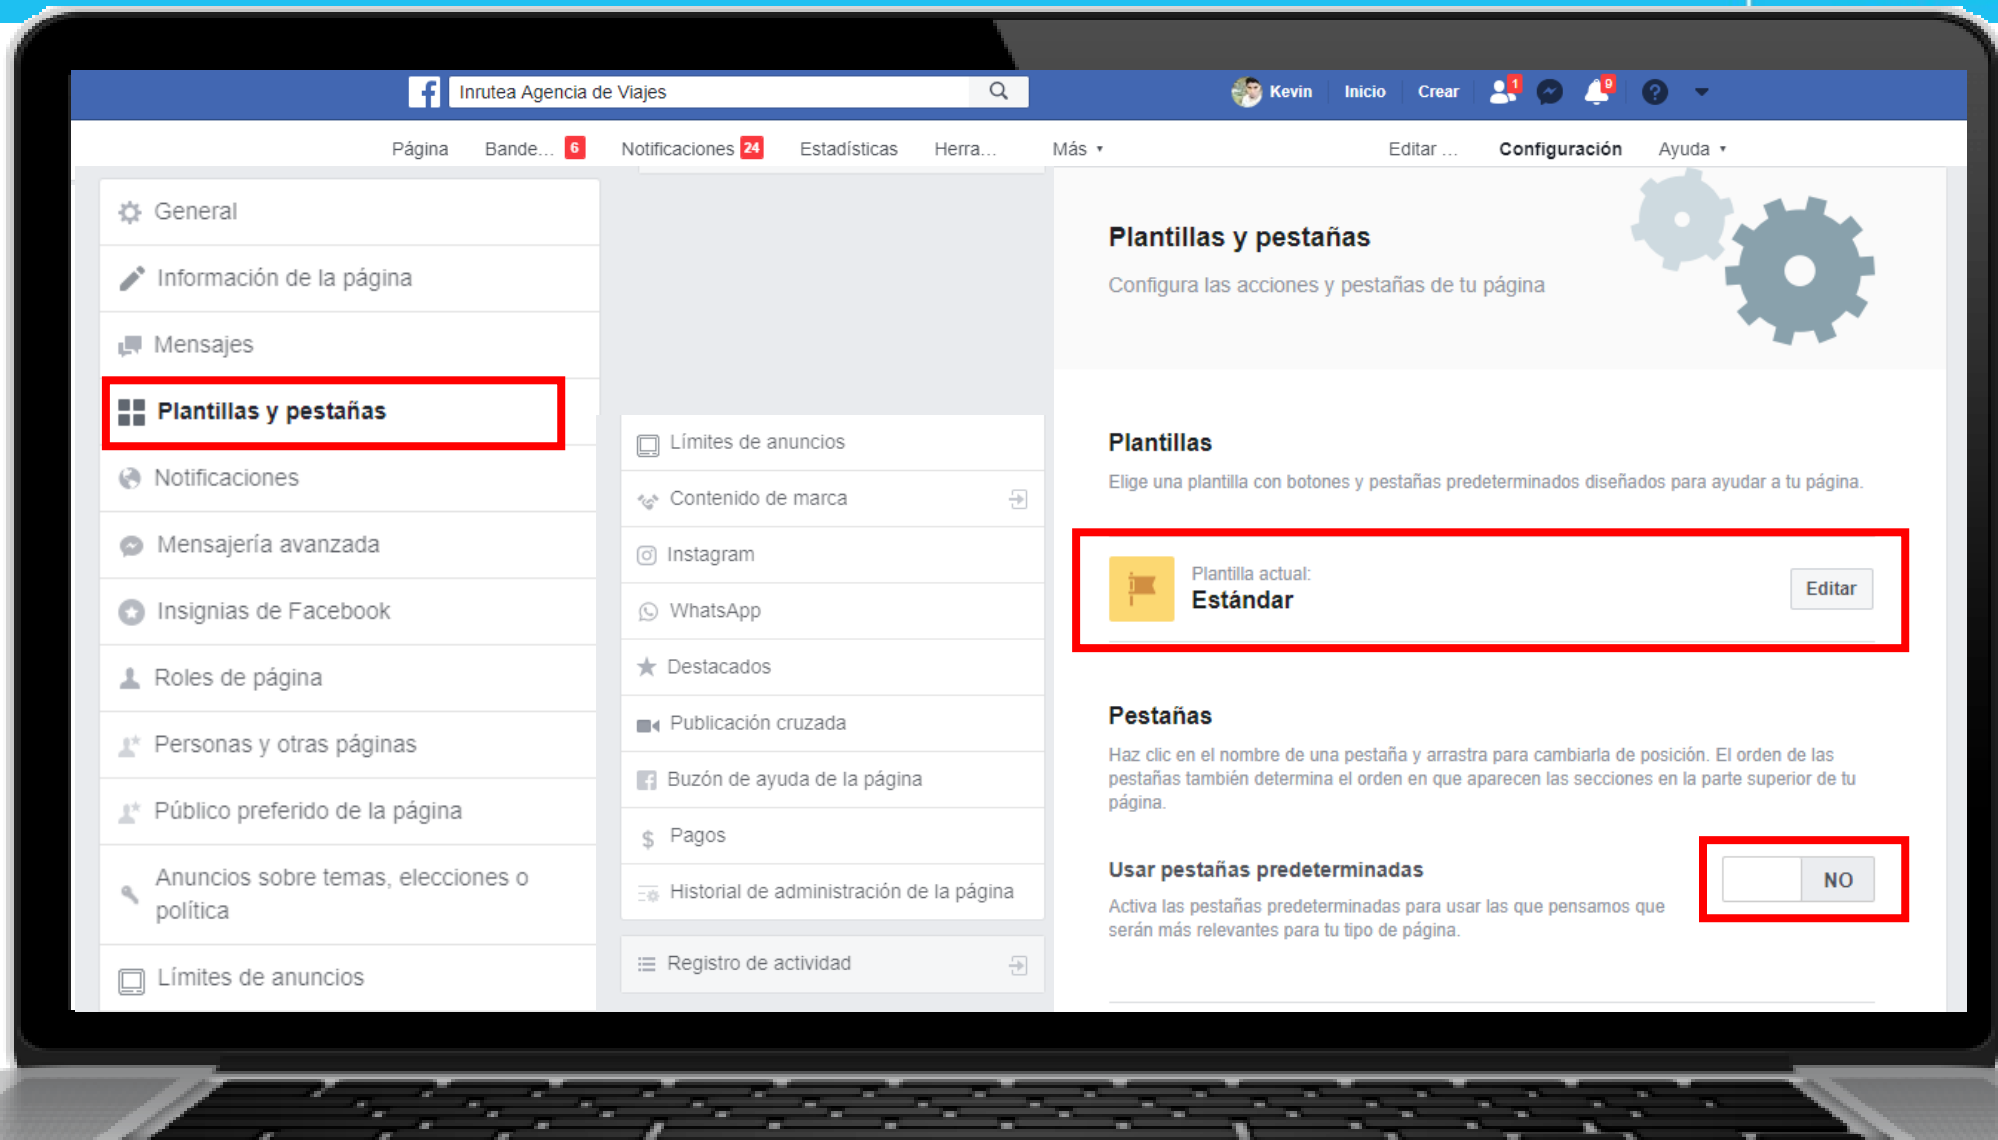 Inrutea Agencia de Viajes
Kevin
Inicio
Crear
1
9
?
Página
Bande... 6
Notificaciones 24
Estadísticas
Herra...
Más
Editar ...
Configuración
Ayuda
General
Información de la página
Mensajes
Plantillas y pestañas
Notificaciones
Mensajería avanzada
Insignias de Facebook
Roles de página
Personas y otras páginas
Público preferido de la página
Anuncios sobre temas, elecciones o
política
Límites de anuncios
Límites de anuncios
Contenido de marca
Instagram
WhatsApp
Destacados
Publicación cruzada
Buzón de ayuda de la página
$ Pagos
Historial de administración de la página
Registro de actividad
Plantillas y pestañas
Configura las acciones y pestañas de tu página
Plantillas
Elige una plantilla con botones y pestañas predeterminados diseñados para ayudar a tu página.
Plantilla actual:
Estándar
Editar
Pestañas
Haz clic en el nombre de una pestaña y arrastra para cambiarla de posición. El orden de las
pestañas también determina el orden en que aparecen las secciones en la parte superior de tu
página.
Usar pestañas predeterminadas
NO
Activa las pestañas predeterminadas para usar las que pensamos que
serán más relevantes para tu tipo de página.